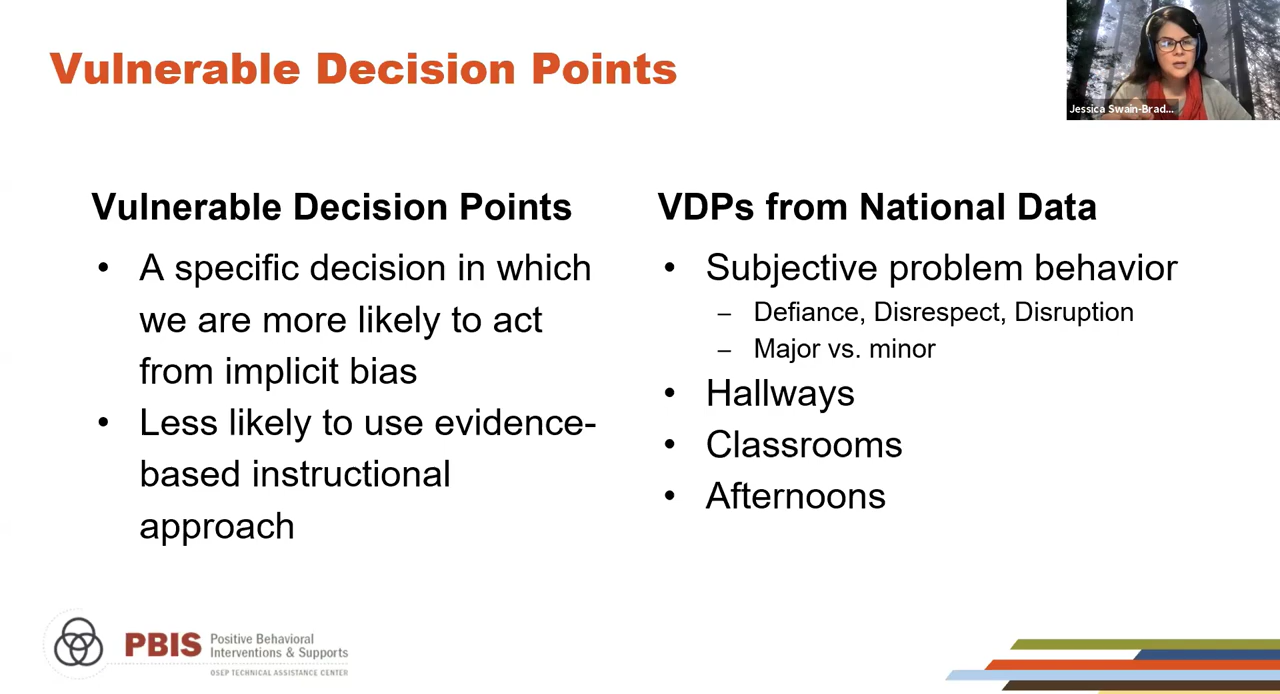 Vulnerable Decision Points
Jessica Swain-Brad...
Vulnerable Decision Points
• A specific decision in which
we are more likely to act
from implicit bias
• Less likely to use evidence-
based instructional
approach
VDPs from National Data
• Subjective problem behavior
– Defiance, Disrespect, Disruption
– Major vs. minor
• Hallways
• Classrooms
• Afternoons
PBIS
Positive Behavioral
Interventions & Supports
OSEP TECHNICAL ASSISTANCE CENTER